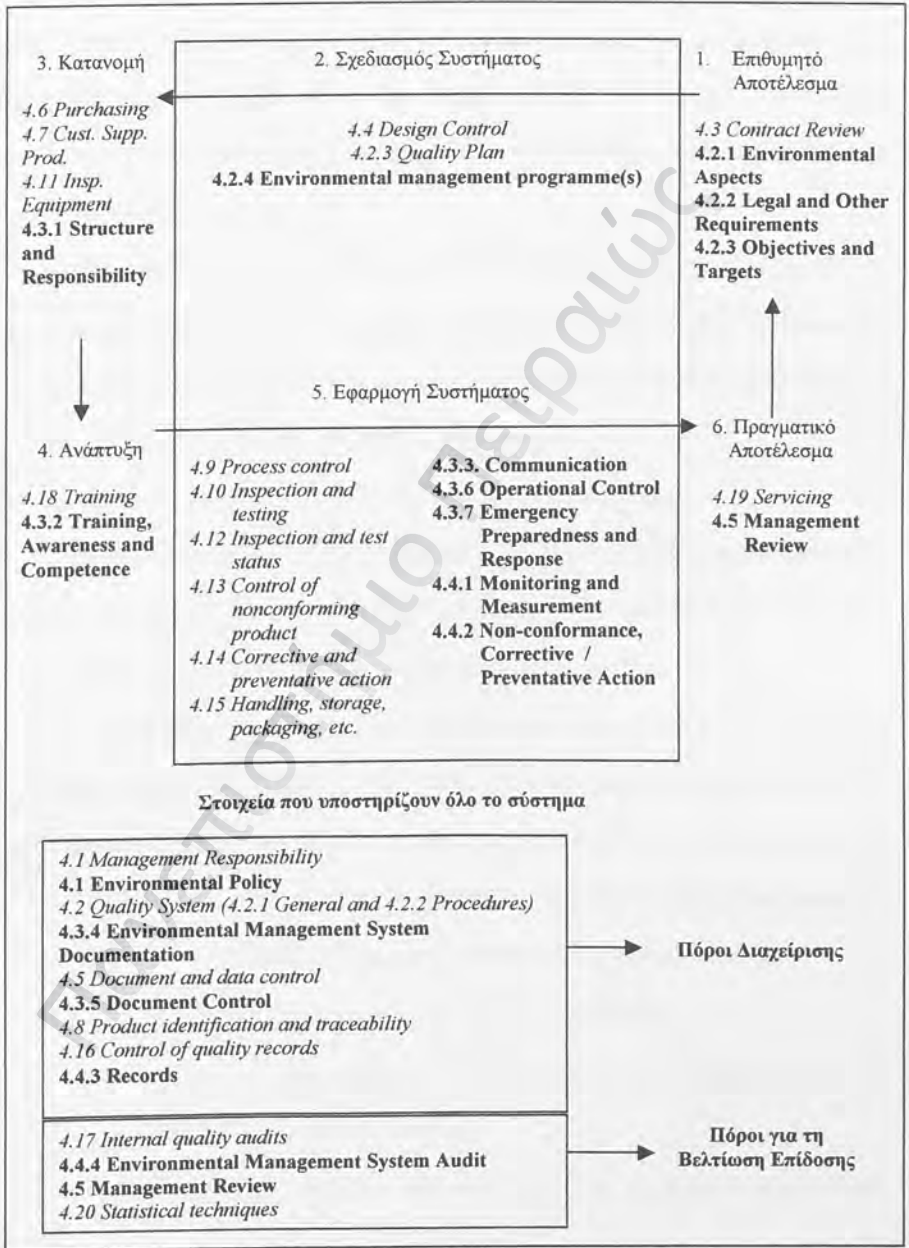 3. Κατανομή
4.6 Purchasing
4.7 Cust. Supp.
Prod.
4.11 Insp.
Equipment
4.3.1 Structure
and
Responsibility
2. Σχεδιασμός Συστήματος
4.4 Design Control
4.2.3 Quality Plan
4.2.4 Environmental management programme(s)
1. Επιθυμητό
Αποτέλεσμα
4.3 Contract Review
4.2.1 Environmental
Aspects
4.2.2 Legal and Other
Requirements
4.2.3 Objectives and
Targets
4. Ανάπτυξη
4.18 Training
4.3.2 Training,
Awareness and
Competence
5. Εφαρμογή Συστήματος
4.9 Process control
4.10 Inspection and
testing
4.12 Inspection and test
status
4.13 Control of
nonconforming
product
4.14 Corrective and
preventative action
4.15 Handling, storage,
packaging, etc.
4.3.3. Communication
4.3.6 Operational Control
4.3.7 Emergency
Preparedness and
Response
4.4.1 Monitoring and
Measurement
4.4.2 Non-conformance,
Corrective /
Preventative Action
6. Πραγματικό
Αποτέλεσμα
4.19 Servicing
4.5 Management
Review
Στοιχεία που υποστηρίζουν όλο το σύστημα
4.1 Management Responsibility
4.1 Environmental Policy
4.2 Quality System (4.2.1 General and 4.2.2 Procedures)
4.3.4 Environmental Management System
Documentation
4.5 Document and data control
4.3.5 Document Control
4.8 Product identification and traceability
4.16 Control of quality records
4.4.3 Records
Πόροι Διαχείρισης
4.17 Internal quality audits
4.4.4 Environmental Management System Audit
4.5 Management Review
4.20 Statistical techniques
Πόροι για τη
Βελτίωση Επίδοσης
Πανεπιστήμιο Πειραιώς